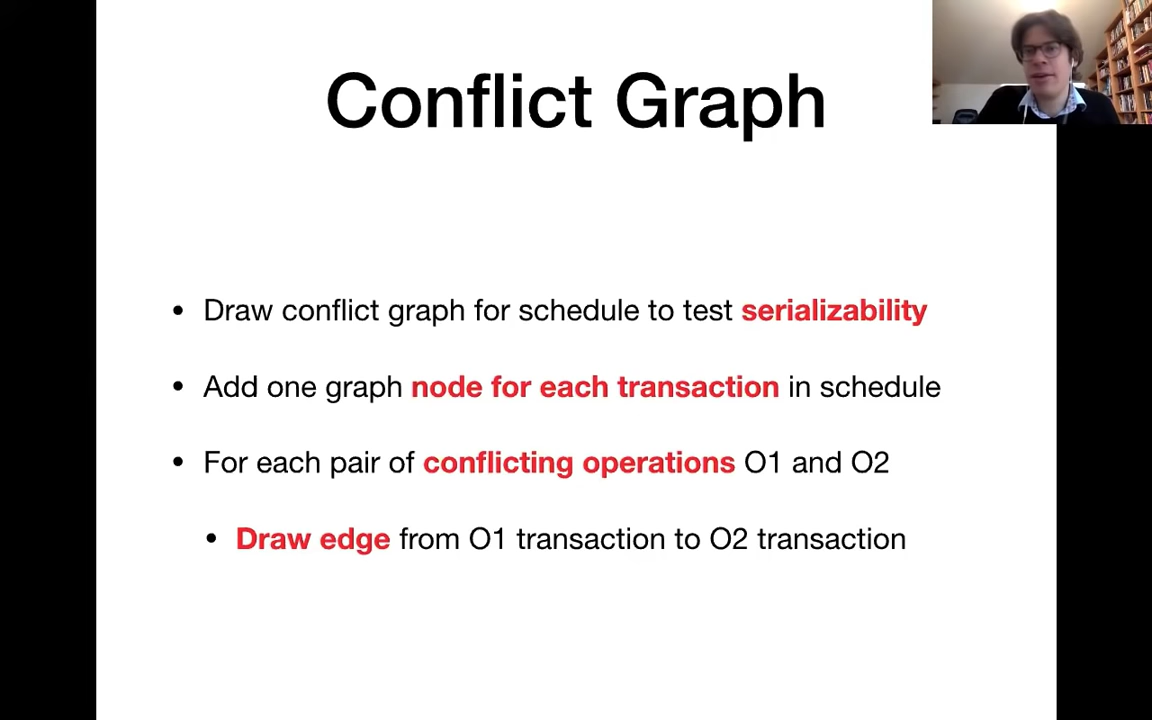 Conflict Graph
• Draw conflict graph for schedule to test serializability
• Add one graph node for each transaction in schedule
• For each pair of conflicting operations O1 and O2
• Draw edge from O1 transaction to O2 transaction